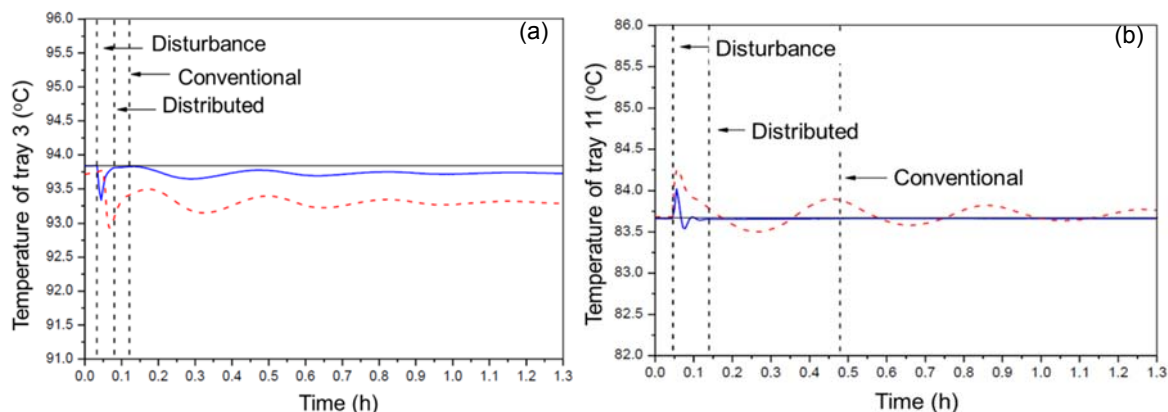 (a)
96.0
95.5
95.0
94.5
94.0
93.5
93.0
92.5
92.0
91.5
91.0
Temperature of tray 3 (°C)
Disturbance
Conventional
Distributed
0.0 0.1 0.2 0.3 0.4 0.5 0.6 0.7 0.8 0.9 1.0 1.1 1.2 1.3
Time (h)
(b)
86.0
85.5
85.0
84.5
84.0
83.5
83.0
82.5
82.0
Temperature of tray 11 (°C)
Disturbance
Distributed
Conventional
0.0 0.1 0.2 0.3 0.4 0.5 0.6 0.7 0.8 0.9 1.0 1.1 1.2 1.3
Time (h)